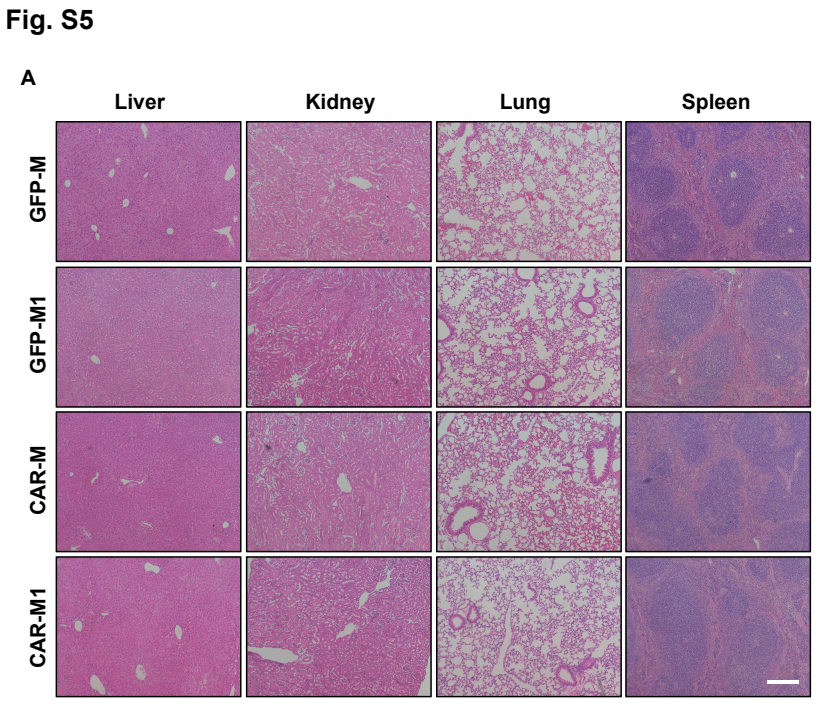 Fig. S5
A
Liver Kidney Lung Spleen
GFP-M
GFP-M1
CAR-M
CAR-M1